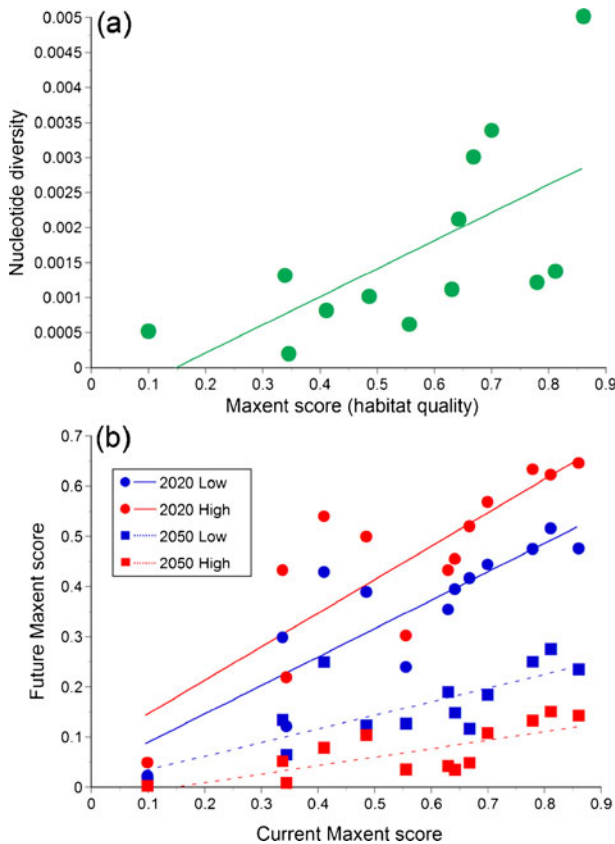 (a)
Nucleotide diversity
0.005
0.0045
0.004
0.0035
0.003
0.0025
0.002
0.0015
0.001
0.0005
0
0 0.1 0.2 0.3 0.4 0.5 0.6 0.7 0.8 0.9
Maxent score (habitat quality)
(b)
Future Maxent score
0.7
0.6
0.5
0.4
0.3
0.2
0.1
0
2020 Low
2020 High
2050 Low
2050 High
0 0.1 0.2 0.3 0.4 0.5 0.6 0.7 0.8 0.9
Current Maxent score